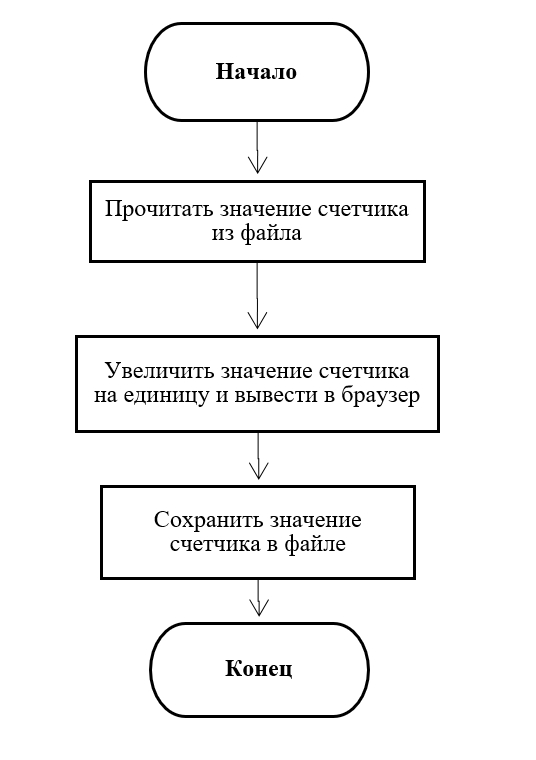 Начало
Прочитать значение счетчика
из файла
Увеличить значение счетчика
на единицу и вывести в браузер
Сохранить значение
счетчика в файле
Конец